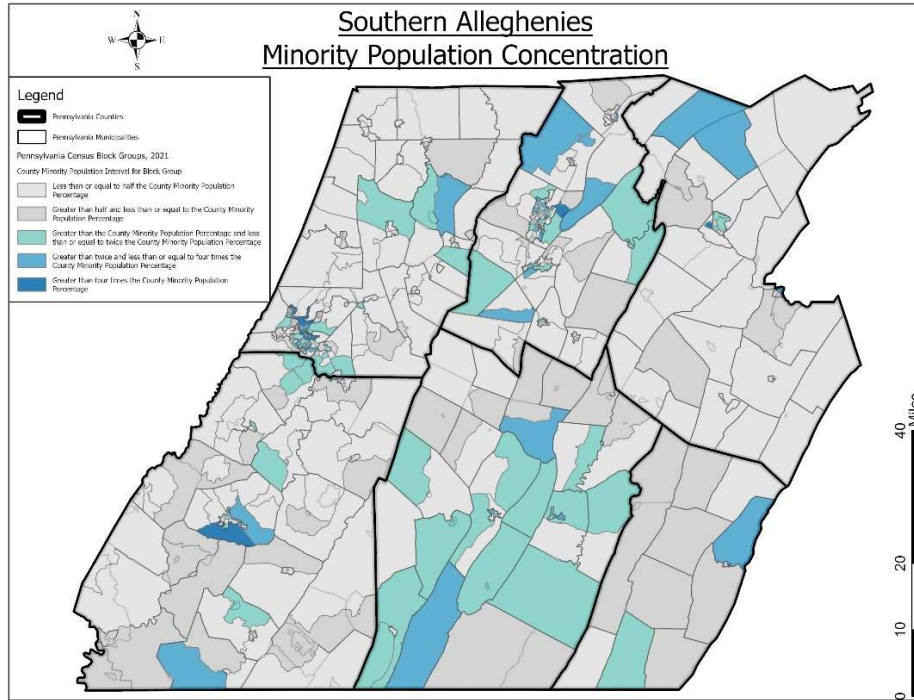 Southern Alleghenies
Minority Population Concentration
N
W E
S
Legend
Pennsylvania Counties
Pennsylvania Municipalities
Pennsylvania Census Block Groups, 2021
County Minority Population Interval for Block Group
Less than or equal to half the County Minority Population
Percentage
Greater than half and less than or equal to the County Minority
Population Percentage
Greater than the County Minority Population Percentage and less
than or equal to twice the County Minority Population Percentage
Greater than twice and less than or equal to four times the
County Minority Population Percentage
Greater than four times the County Minority Population
Percentage
Miles
40
20
10
0